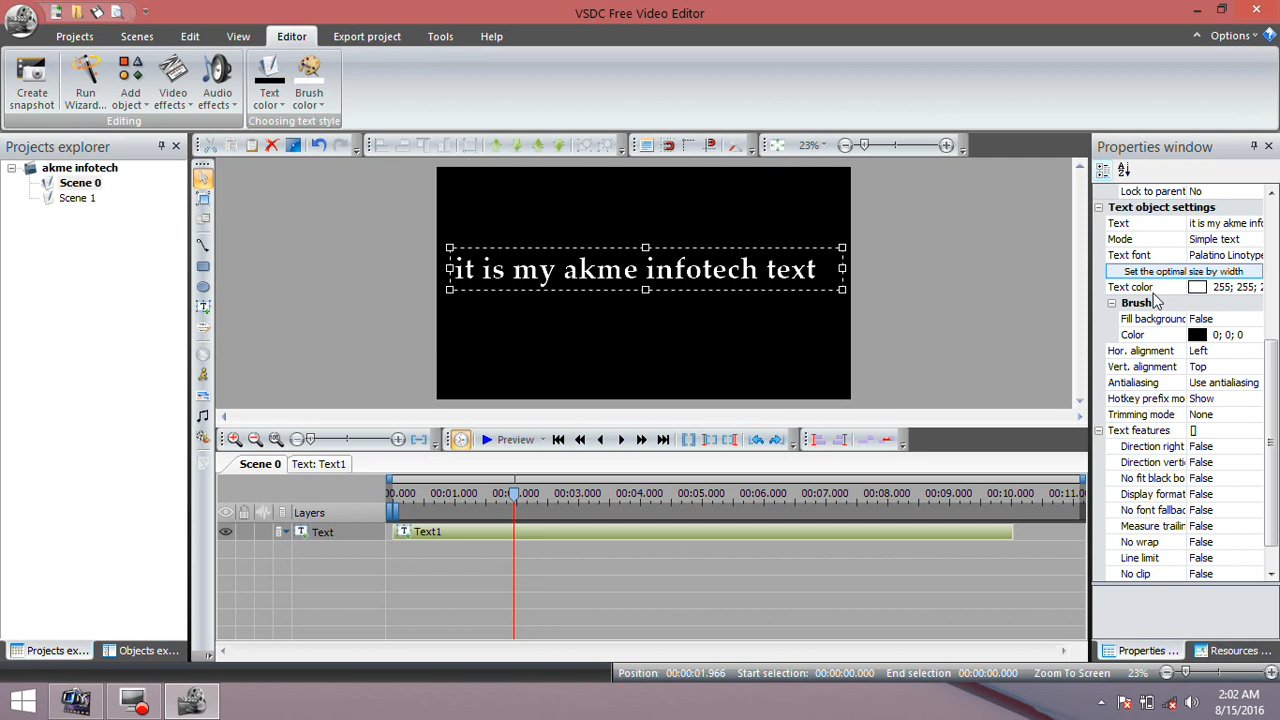 VSDC Free Video Editor
Projects Scenes Edit View Editor Export project Tools Help Options
Create snapshot
Run Wizard...
Add object
Video effects
Audio effects
Text color
Brush color
Editing
Choosing text style
Projects explorer
akme infotech
Scene 0
Scene 1
Projects ex...
Objects ex...
23%
it is my akme infotech text
Preview
Scene 0
Text: Text1
00.000 00:01.000 00:0 .000 00:03.000 00:04.000 00:05.000 00:06.000 00:07.000 00:08.000 00:09.000 00:10.000 00:11.
Layers
Text
Text1
Properties window
Lock to parent No
Text object settings
Text it is my akme inf
Mode Simple text
Text font Palatino Linotype
Set the optimal size by width
Text color 255; 255; 2
Brush
Fill background False
Color 0; 0; 0
Hor. alignment Left
Vert. alignment Top
Antialiasing Use antialiasing
Hotkey prefix mo Show
Trimming mode None
Text features []
Direction right False
Direction verti False
No fit black bo False
Display format False
No font fallbac False
Measure trailin False
No wrap False
Line limit False
No clip False
Properties ...
Resources ...
Position 00:00:01.966 Start selection: 00:00:00.000 End selection 00:00:00.000 Zoom To Screen 23%
2:02 AM
8/15/2016